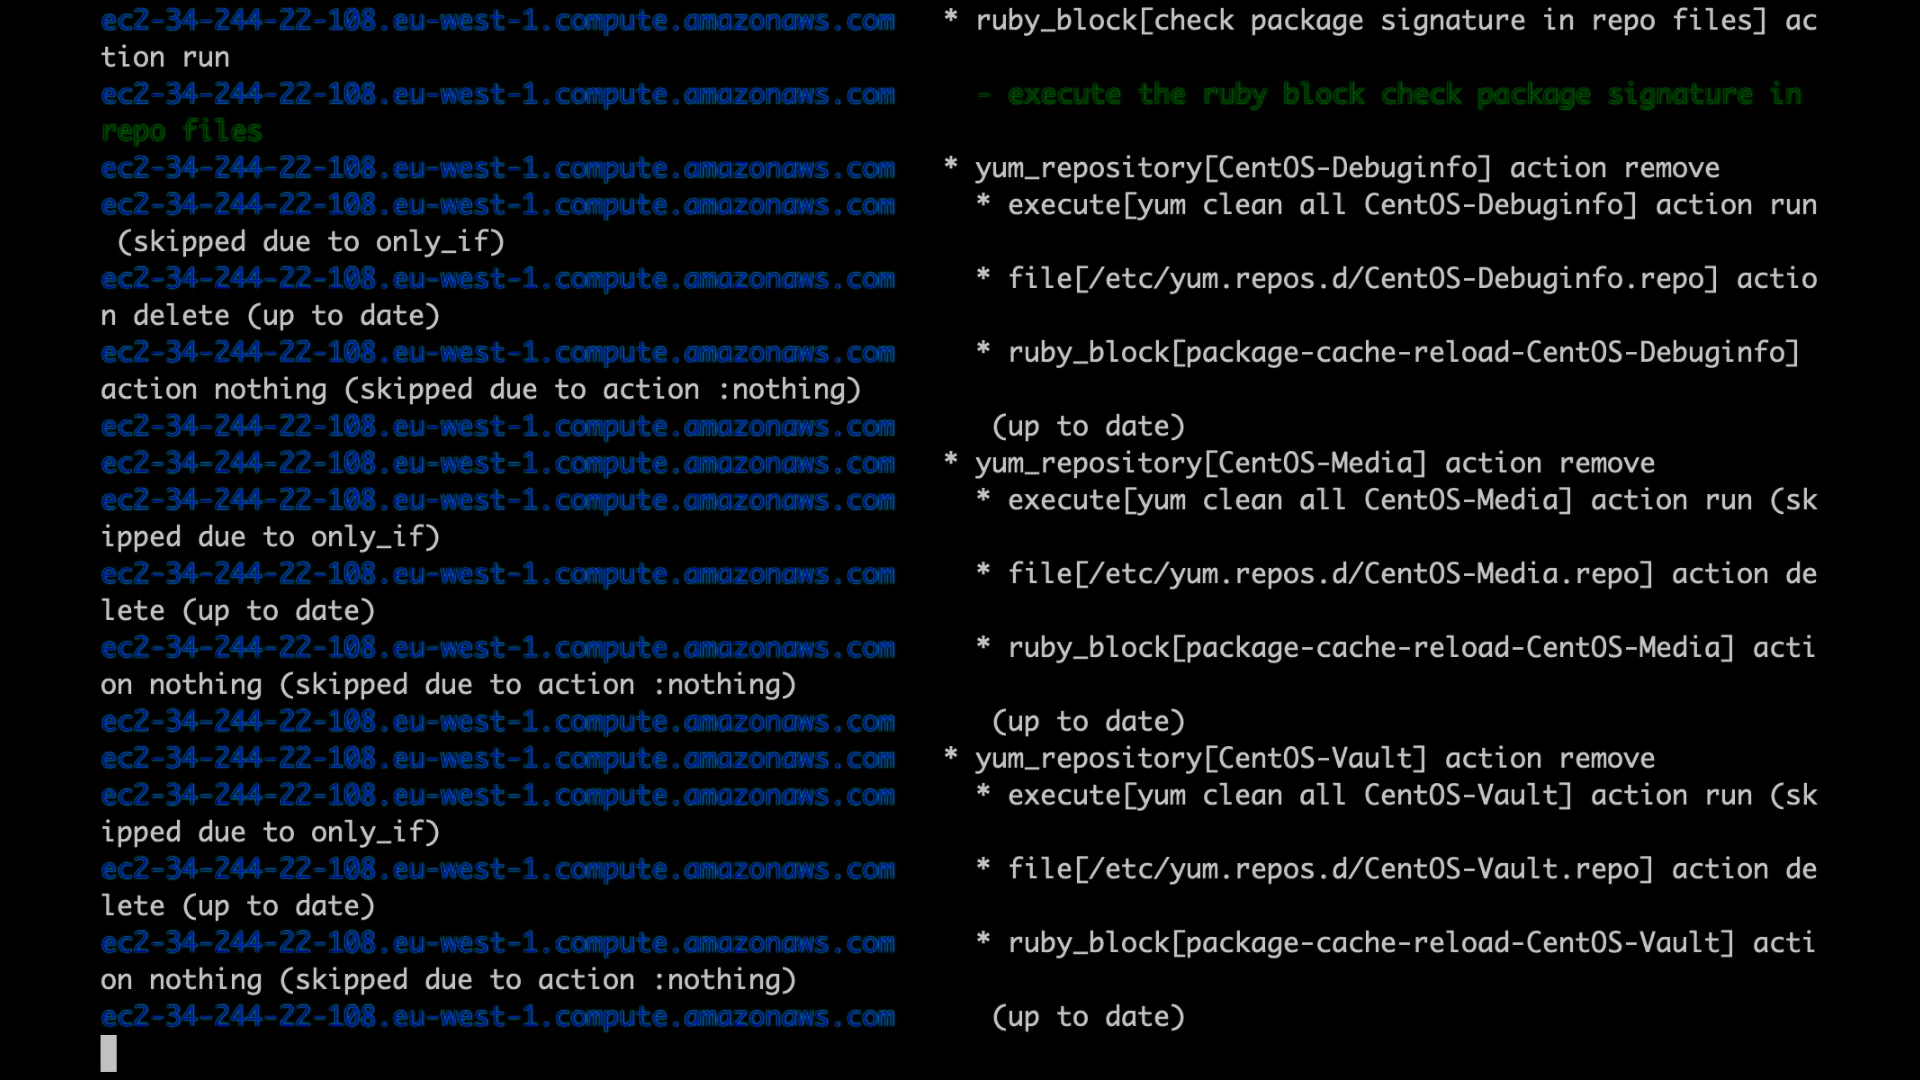 ec2-34-244-22-108.eu-west-1.compute.amazonaws.com   * ruby_block[check package signature in repo files] ac
tion run
ec2-34-244-22-108.eu-west-1.compute.amazonaws.com     - execute the ruby block check package signature in
repo files
ec2-34-244-22-108.eu-west-1.compute.amazonaws.com   * yum_repository[CentOS-Debuginfo] action remove
ec2-34-244-22-108.eu-west-1.compute.amazonaws.com     * execute[yum clean all CentOS-Debuginfo] action run
 (skipped due to only_if)
ec2-34-244-22-108.eu-west-1.compute.amazonaws.com     * file[/etc/yum.repos.d/CentOS-Debuginfo.repo] actio
n delete (up to date)
ec2-34-244-22-108.eu-west-1.compute.amazonaws.com     * ruby_block[package-cache-reload-CentOS-Debuginfo]
action nothing (skipped due to action :nothing)
ec2-34-244-22-108.eu-west-1.compute.amazonaws.com      (up to date)
ec2-34-244-22-108.eu-west-1.compute.amazonaws.com   * yum_repository[CentOS-Media] action remove
ec2-34-244-22-108.eu-west-1.compute.amazonaws.com     * execute[yum clean all CentOS-Media] action run (sk
ipped due to only_if)
ec2-34-244-22-108.eu-west-1.compute.amazonaws.com     * file[/etc/yum.repos.d/CentOS-Media.repo] action de
lete (up to date)
ec2-34-244-22-108.eu-west-1.compute.amazonaws.com     * ruby_block[package-cache-reload-CentOS-Media] acti
on nothing (skipped due to action :nothing)
ec2-34-244-22-108.eu-west-1.compute.amazonaws.com      (up to date)
ec2-34-244-22-108.eu-west-1.compute.amazonaws.com   * yum_repository[CentOS-Vault] action remove
ec2-34-244-22-108.eu-west-1.compute.amazonaws.com     * execute[yum clean all CentOS-Vault] action run (sk
ipped due to only_if)
ec2-34-244-22-108.eu-west-1.compute.amazonaws.com     * file[/etc/yum.repos.d/CentOS-Vault.repo] action de
lete (up to date)
ec2-34-244-22-108.eu-west-1.compute.amazonaws.com     * ruby_block[package-cache-reload-CentOS-Vault] acti
on nothing (skipped due to action :nothing)
ec2-34-244-22-108.eu-west-1.compute.amazonaws.com      (up to date)